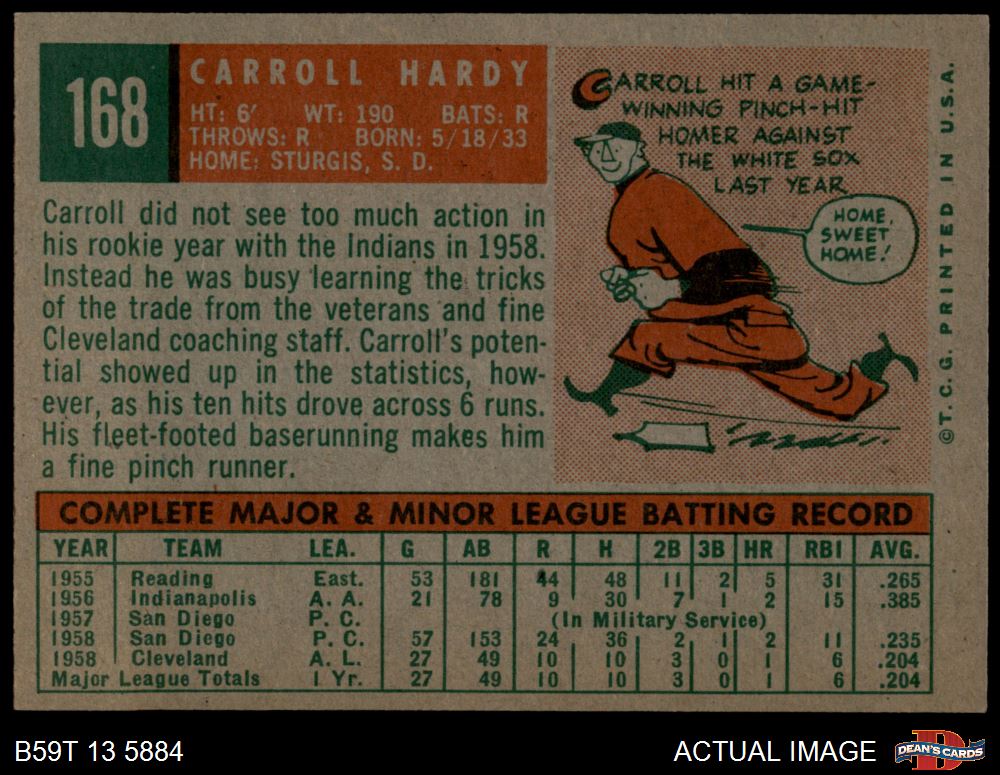 168
CARROLL HARDY
HT: 6' WT: 190 BATS: R
THROWS: R BORN: 5/18/33
HOME: STURGIS, S. D.
CARROLL HIT A GAME-
WINNING PINCH-HIT
HOMER AGAINST
THE WHITE SOX
LAST YEAR
HOME,
SWEET
HOME!
©T. C. G. PRINTED IN U.S.A.
Carroll did not see too much action in
his rookie year with the Indians in 1958.
Instead he was busy learning the tricks
of the trade from the veterans and fine
Cleveland coaching staff. Carroll's poten-
tial showed up in the statistics, how-
ever, as his ten hits drove across 6 runs.
His fleet-footed baserunning makes him
a fine pinch runner.
COMPLETE MAJOR & MINOR LEAGUE BATTING RECORD
YEAR TEAM LEA. G AB R H 2B 3B HR RBI AVG.
1955 Reading East. 53 181 44 48 11 2 5 31 .265
1956 Indianapolis A. A. 21 78 9 30 7 1 2 15 .385
1957 San Diego P. C. (In Military Service)
1958 San Diego P. C. 57 153 24 36 2 1 2 11 .235
1958 Cleveland A. L. 27 49 10 10 3 0 1 6 .204
Major League Totals 1 Yr. 27 49 10 10 3 0 1 6 .204
B59T 13 5884
ACTUAL IMAGE
DEAN'S CARDS